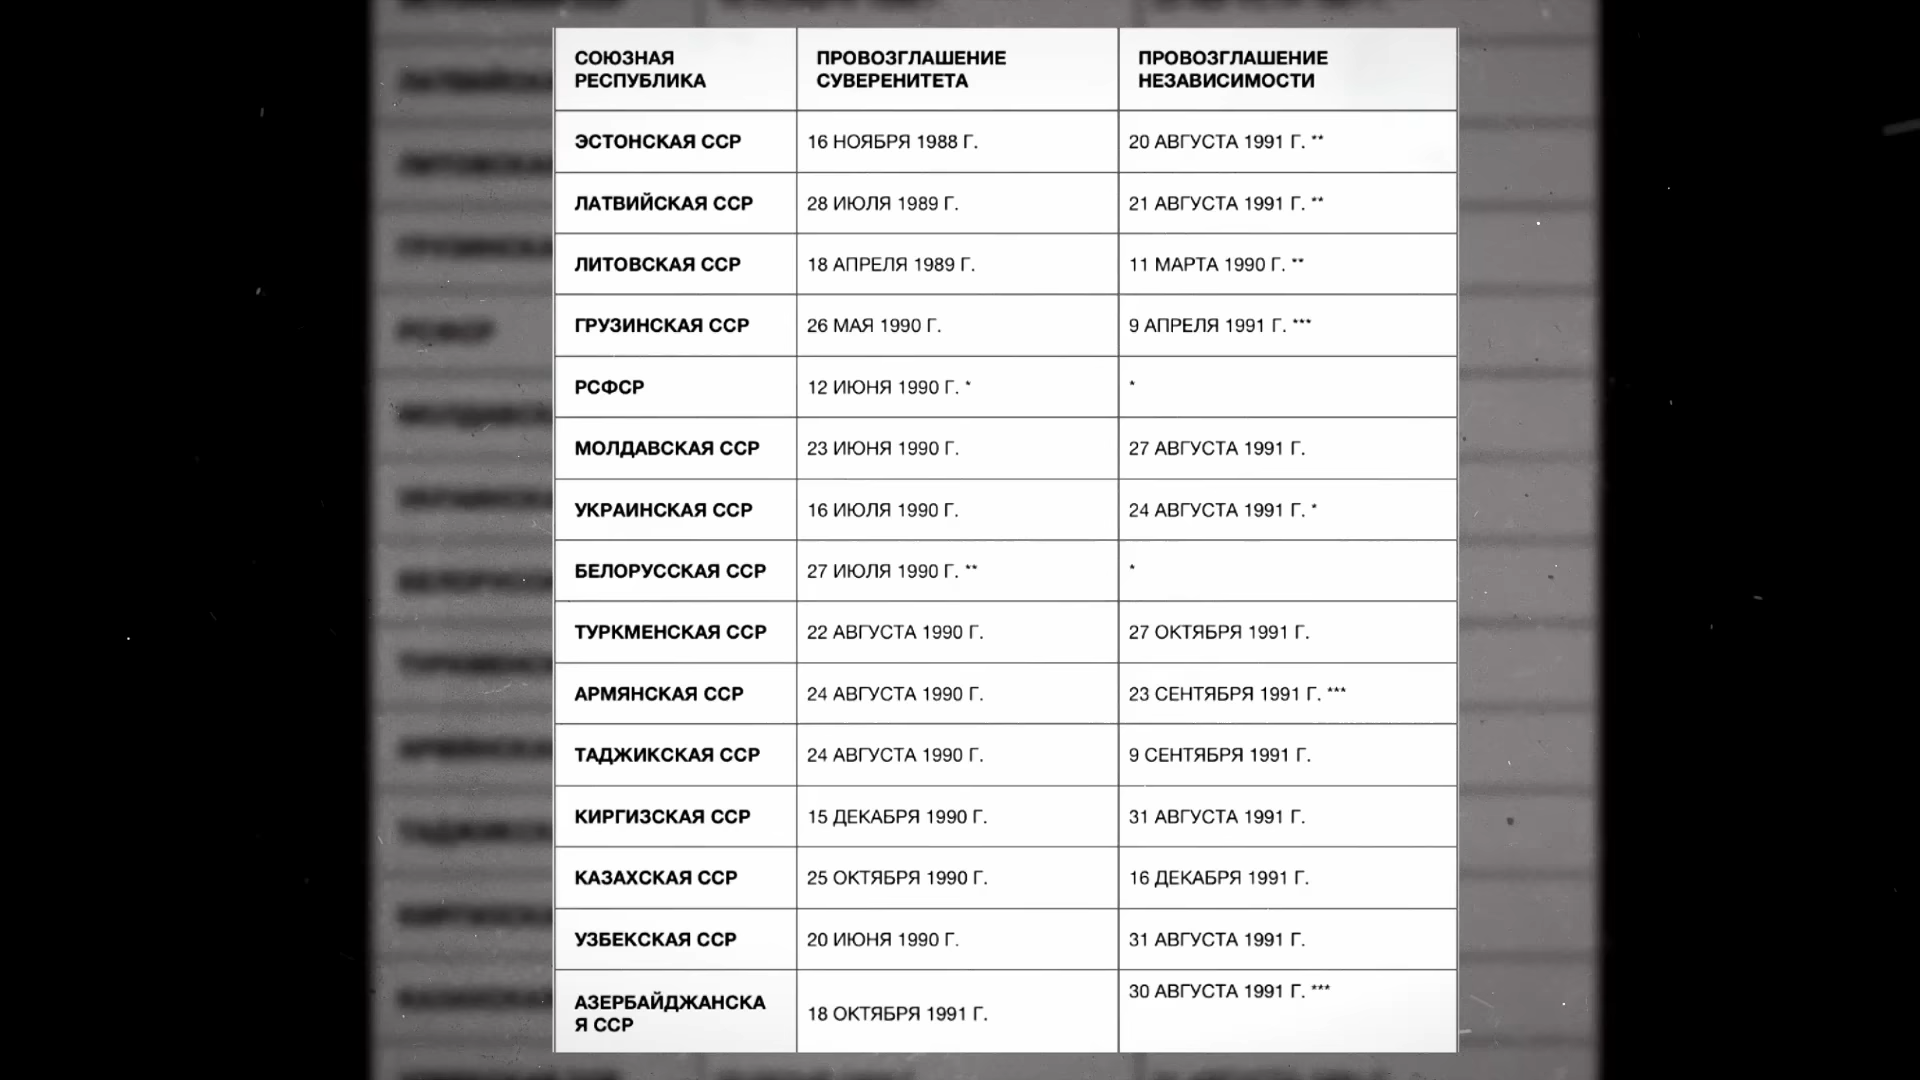 СОЮЗНАЯ РЕСПУБЛИКА ПРОВОЗГЛАШЕНИЕ СУВЕРЕНИТЕТА ПРОВОЗГЛАШЕНИЕ НЕЗАВИСИМОСТИ
ЭСТОНСКАЯ ССР 16 НОЯБРЯ 1988 Г. 20 АВГУСТА 1991 Г. **
ЛАТВИЙСКАЯ ССР 28 ИЮЛЯ 1989 Г. 21 АВГУСТА 1991 Г. **
ЛИТОВСКАЯ ССР 18 АПРЕЛЯ 1989 Г. 11 МАРТА 1990 Г. **
ГРУЗИНСКАЯ ССР 26 МАЯ 1990 Г. 9 АПРЕЛЯ 1991 Г. ***
РСФСР 12 ИЮНЯ 1990 Г. * *
МОЛДАВСКАЯ ССР 23 ИЮНЯ 1990 Г. 27 АВГУСТА 1991 Г.
УКРАИНСКАЯ ССР 16 ИЮЛЯ 1990 Г. 24 АВГУСТА 1991 Г. *
БЕЛОРУССКАЯ ССР 27 ИЮЛЯ 1990 Г. ** *
ТУРКМЕНСКАЯ ССР 22 АВГУСТА 1990 Г. 27 ОКТЯБРЯ 1991 Г.
АРМЯНСКАЯ ССР 24 АВГУСТА 1990 Г. 23 СЕНТЯБРЯ 1991 Г. ***
ТАДЖИКСКАЯ ССР 24 АВГУСТА 1990 Г. 9 СЕНТЯБРЯ 1991 Г.
КИРГИЗСКАЯ ССР 15 ДЕКАБРЯ 1990 Г. 31 АВГУСТА 1991 Г.
КАЗАХСКАЯ ССР 25 ОКТЯБРЯ 1990 Г. 16 ДЕКАБРЯ 1991 Г.
УЗБЕКСКАЯ ССР 20 ИЮНЯ 1990 Г. 31 АВГУСТА 1991 Г.
АЗЕРБАЙДЖАНСКА
Я ССР 18 ОКТЯБРЯ 1991 Г. 30 АВГУСТА 1991 Г. ***